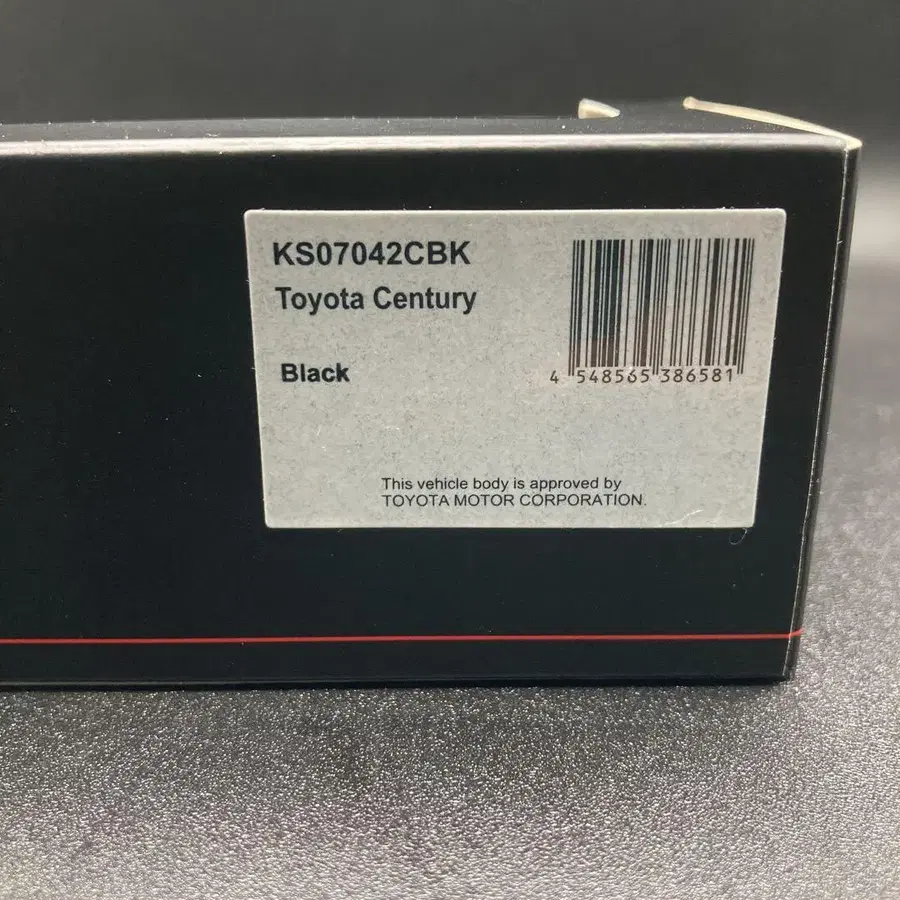 KS07042CBK
Toyota Century
Black
4 548565 386581
This vehicle body is approved by
TOYOTA MOTOR CORPORATION.